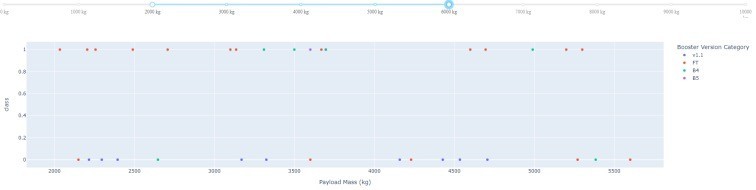 0 kg 1000 kg 2000 kg 3000 kg 4000 kg 5000 kg 6000 kg 7000 kg 8000 kg 9000 kg 10000
Booster Version Category
v1.1
FT
B4
B5
class
1
0.8
0.6
0.4
0.2
0
2000 2500 3000 3500 4000 4500 5000 5500
Payload Mass (kg)